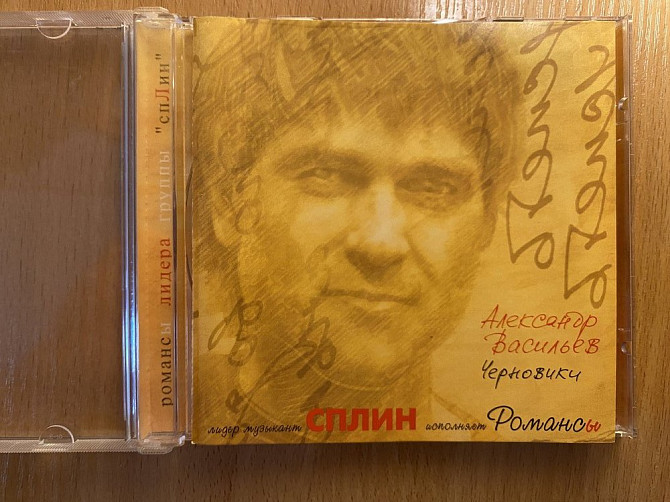 романсы лидера группы "спЛин"
Александр
Васильев
Черновики
лидер музыкант СПЛИН исполняет Романсы